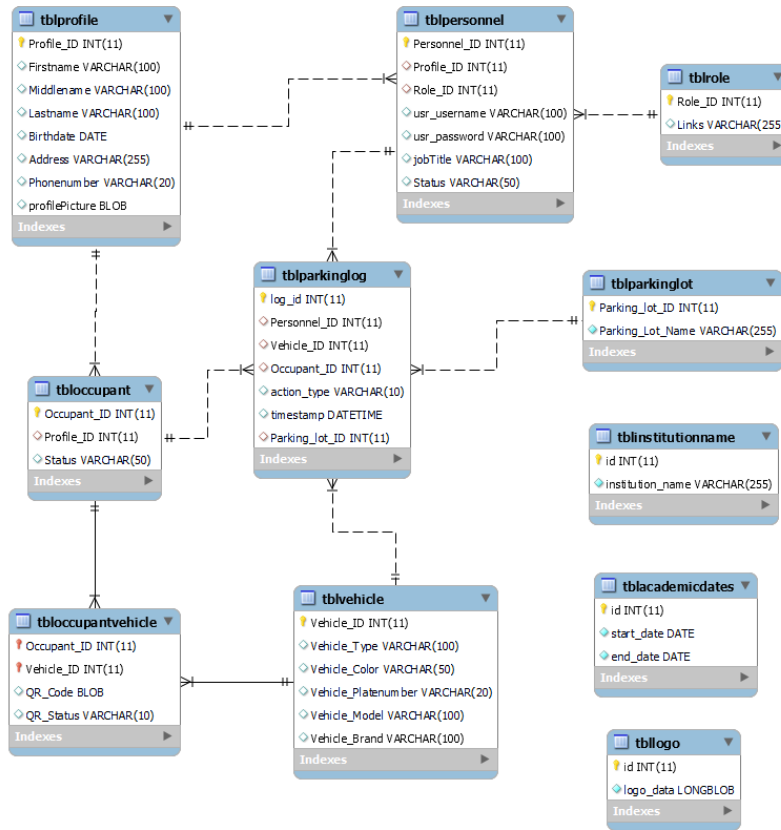 tblprofile
Profile_ID INT(11)
Firstname VARCHAR(100)
Middlename VARCHAR(100)
Lastname VARCHAR(100)
Birthdate DATE
Address VARCHAR(255)
Phonenumber VARCHAR(20)
profilePicture BLOB
Indexes
tblpersonnel
Personnel_ID INT(11)
Profile_ID INT(11)
Role_ID INT(11)
usr_username VARCHAR(100)
usr_password VARCHAR(100)
jobTitle VARCHAR(100)
Status VARCHAR(50)
Indexes
tblrole
Role_ID INT(11)
Links VARCHAR(255)
Indexes
tblparkinglog
log_id INT(11)
Personnel_ID INT(11)
Vehicle_ID INT(11)
Occupant_ID INT(11)
action_type VARCHAR(10)
timestamp DATETIME
Parking_lot_ID INT(11)
Indexes
tblparkinglot
Parking_lot_ID INT(11)
Parking_Lot_Name VARCHAR(255)
Indexes
tbloccupant
Occupant_ID INT(11)
Profile_ID INT(11)
Status VARCHAR(50)
Indexes
tblinstitutionname
id INT(11)
institution_name VARCHAR(255)
Indexes
tbloccupantvehicle
Occupant_ID INT(11)
Vehicle_ID INT(11)
QR_Code BLOB
QR_Status VARCHAR(10)
Indexes
tblvehicle
Vehicle_ID INT(11)
Vehicle_Type VARCHAR(100)
Vehicle_Color VARCHAR(50)
Vehicle_Platenumber VARCHAR(20)
Vehicle_Model VARCHAR(100)
Vehicle_Brand VARCHAR(100)
Indexes
tblacademicdates
id INT(11)
start_date DATE
end_date DATE
Indexes
tbllogo
id INT(11)
logo_data LONGBLOB
Indexes